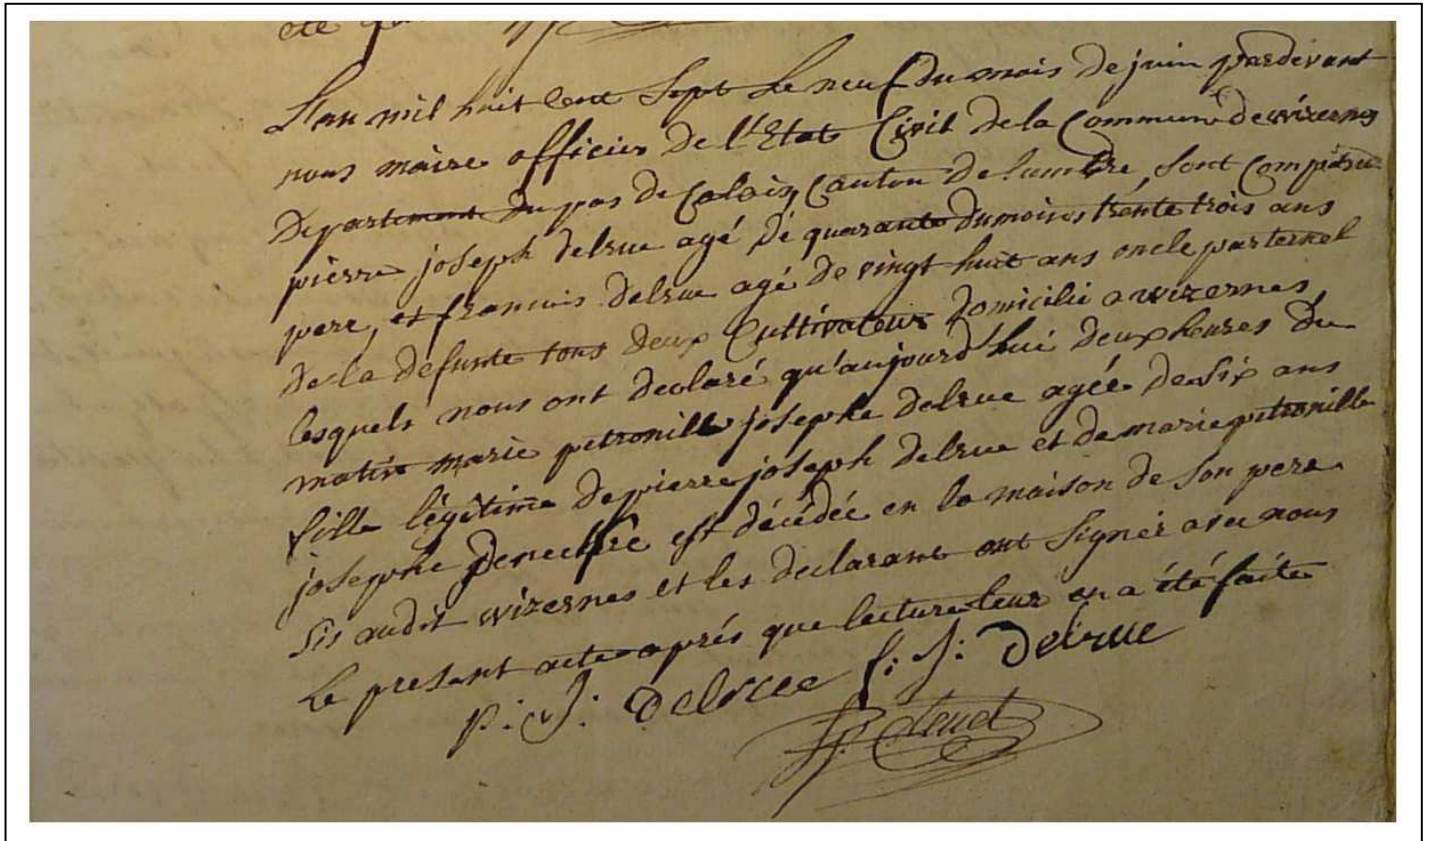 été
L'an mil huit cent Sept le neuf du mois de juin pardevant
nous maire officier de l'Etat Civil de la Commune de wizernes
Departement du pas de Calais, Canton de lumbre, sont comparu
pierre joseph delrue agé de quarante du moins trente trois ans
pere, et francois delrue agé de vingt huit ans oncle parternel
de la defunte tous deux Cultivateur domicilié a wizernes,
lesquels nous ont declaré qu'aujourd'hui deux heures du
matin marie petronille josephe delrue agée de six ans
fille légitime de pierre joseph delrue et de marie petronille
josephe est décédée en la maison de son pere
sis audit wizernes et les declarant ont signés avec nous
le present acte après que lecture leur en a été faite
p: j: delrue f: j: delrue